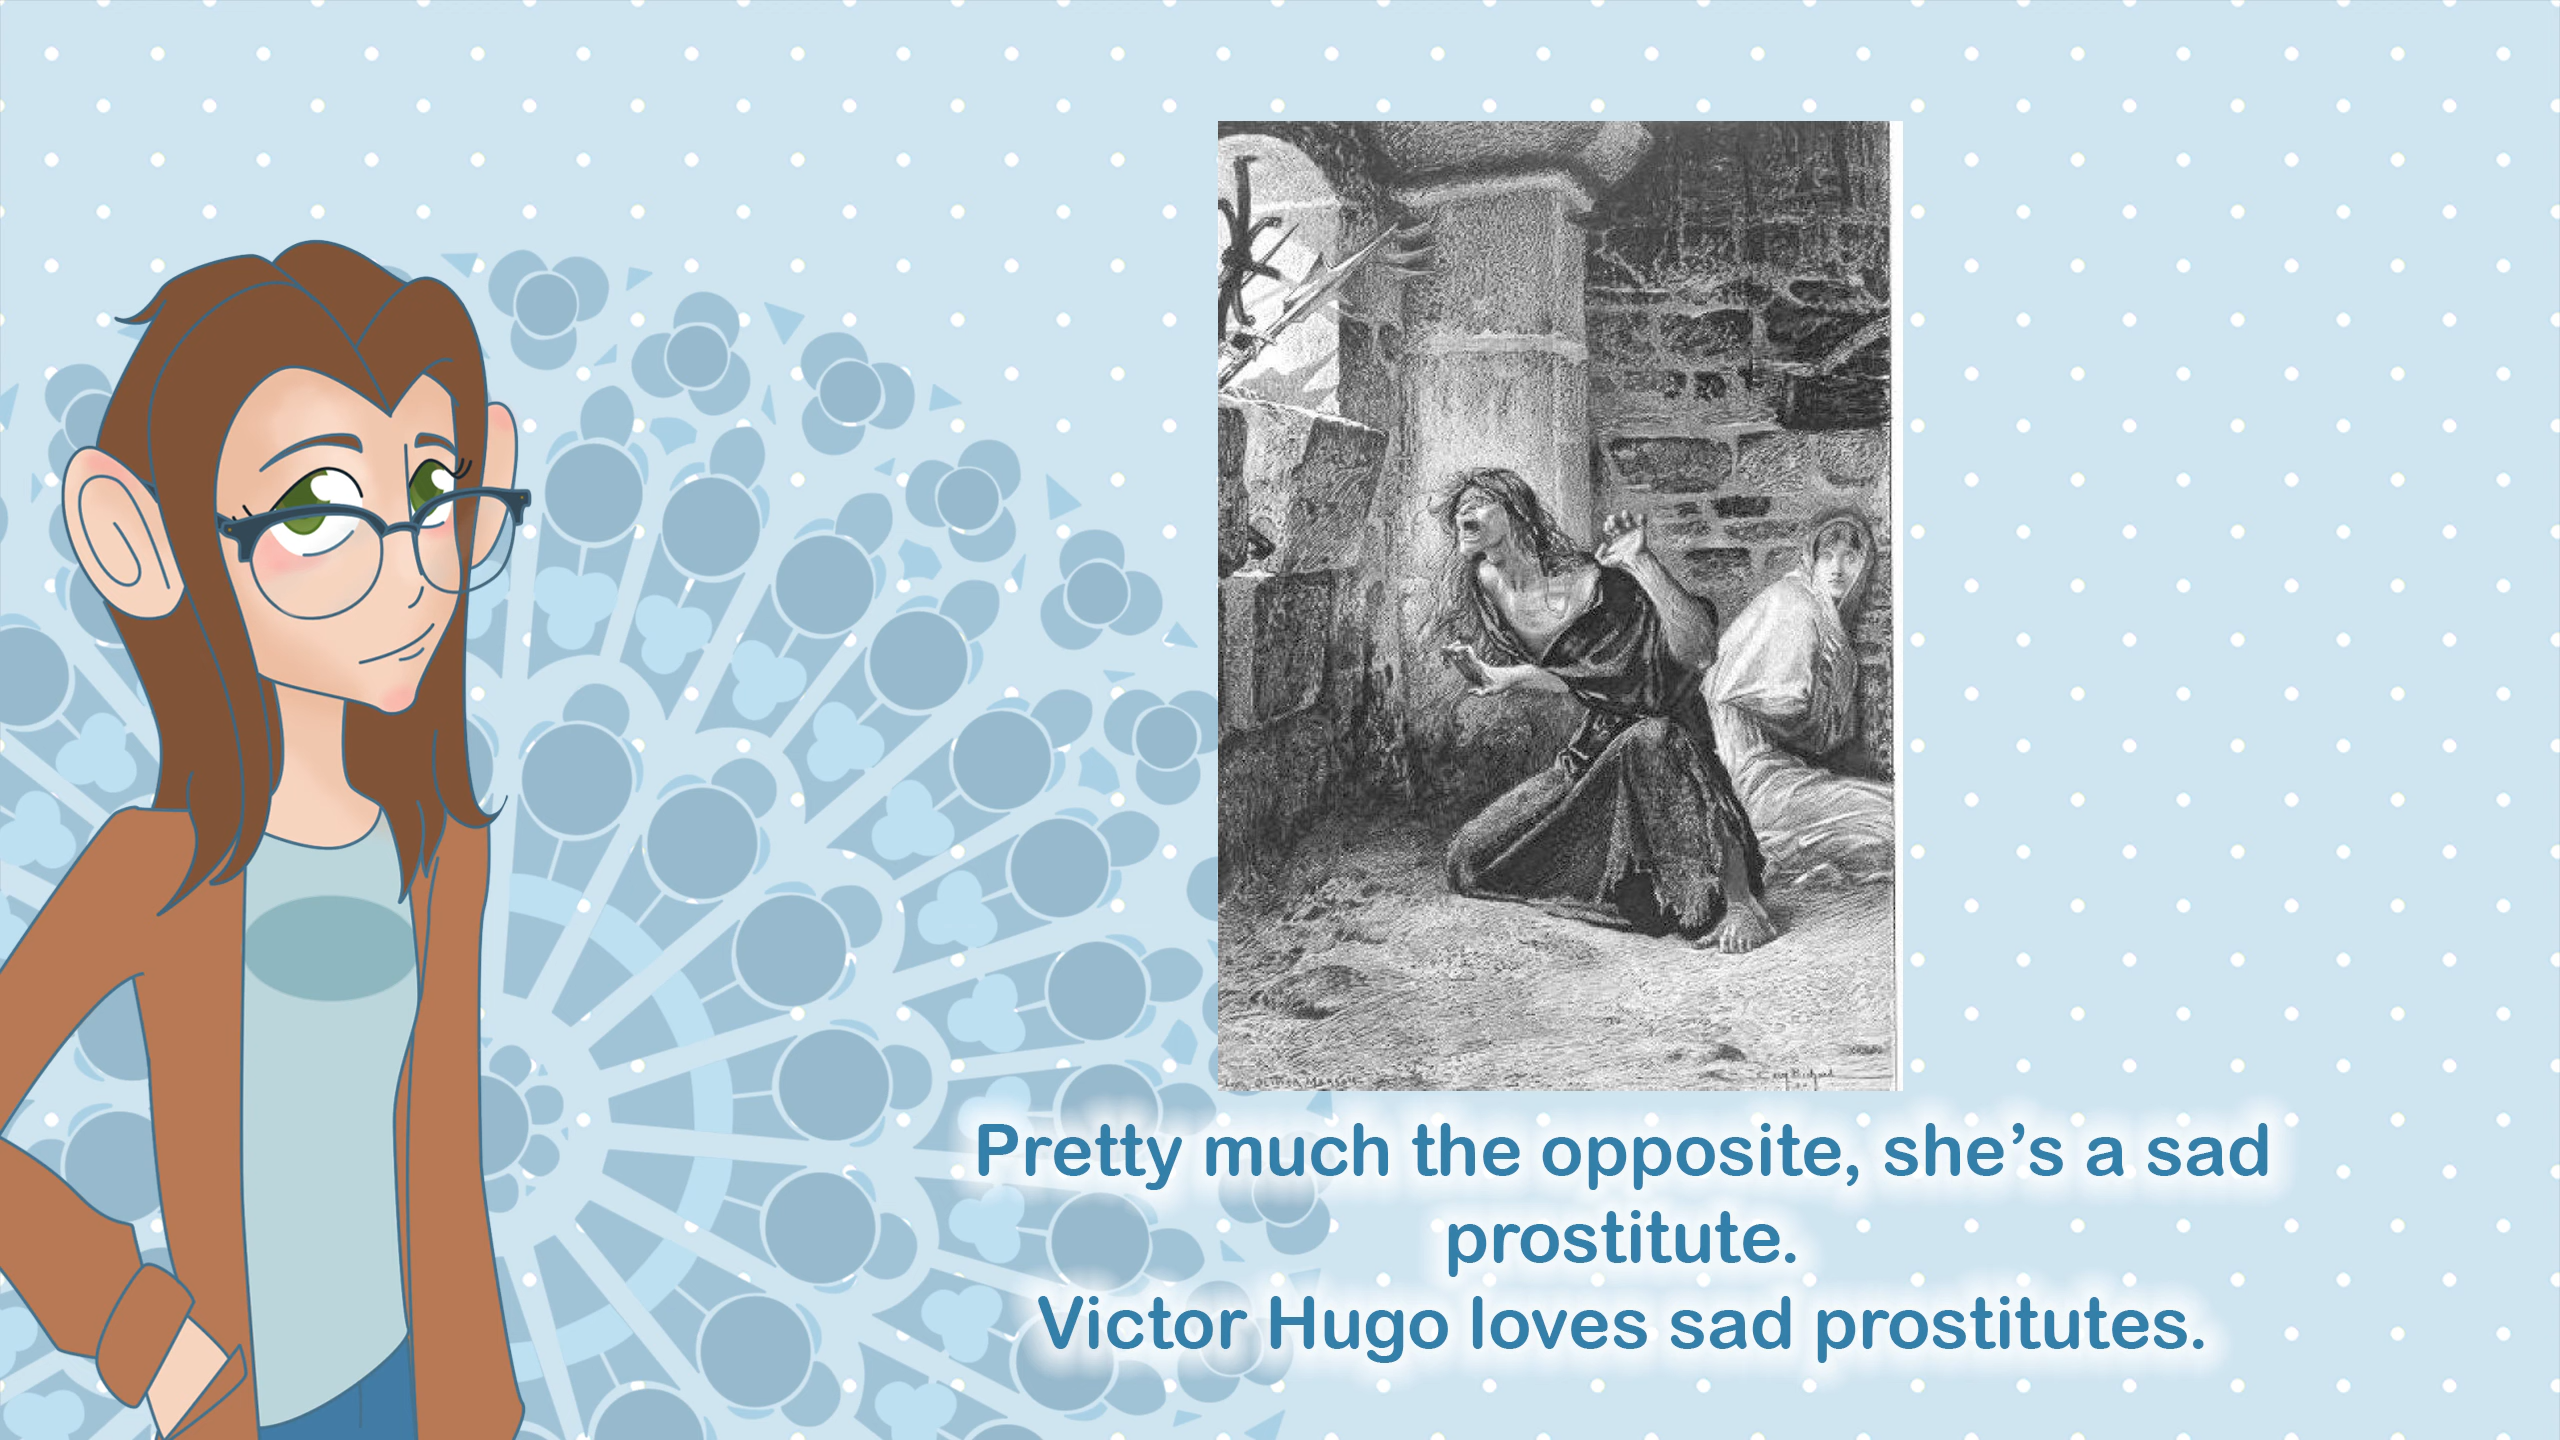 Pretty much the opposite, she’s a sad
prostitute.
Victor Hugo loves sad prostitutes.